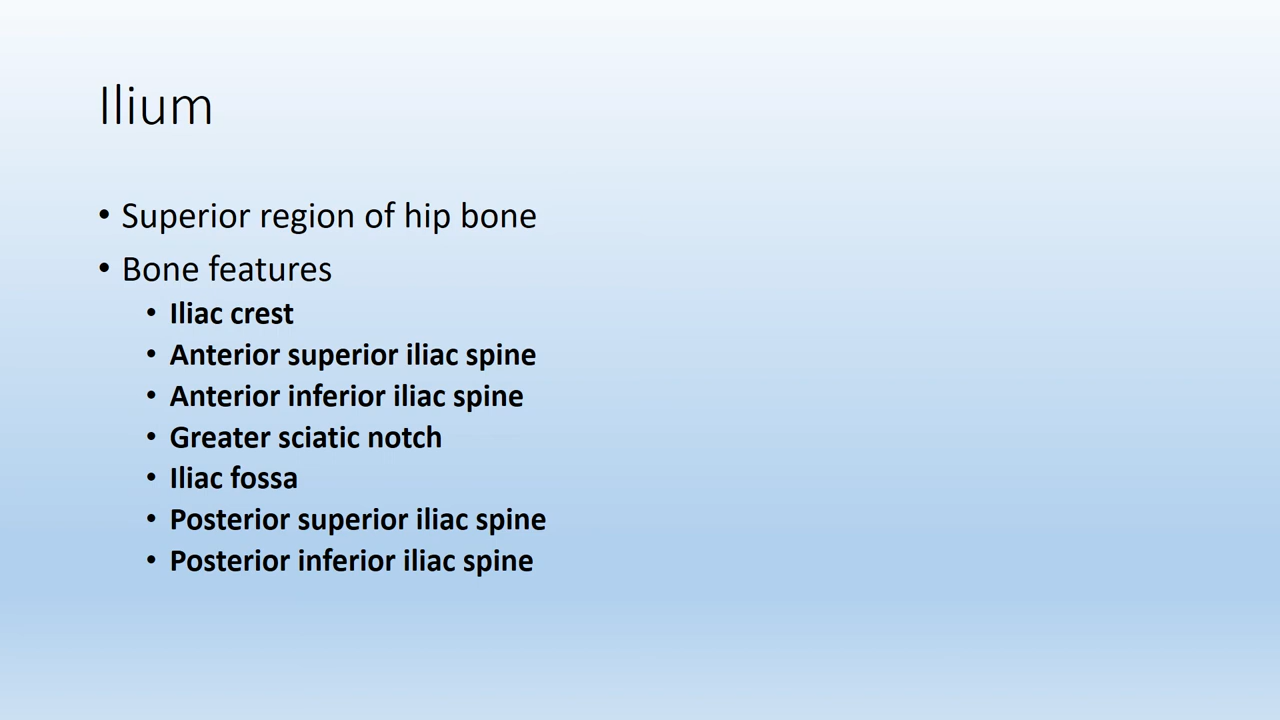 Ilium
• Superior region of hip bone
• Bone features
• Iliac crest
• Anterior superior iliac spine
• Anterior inferior iliac spine
• Greater sciatic notch
• Iliac fossa
• Posterior superior iliac spine
• Posterior inferior iliac spine